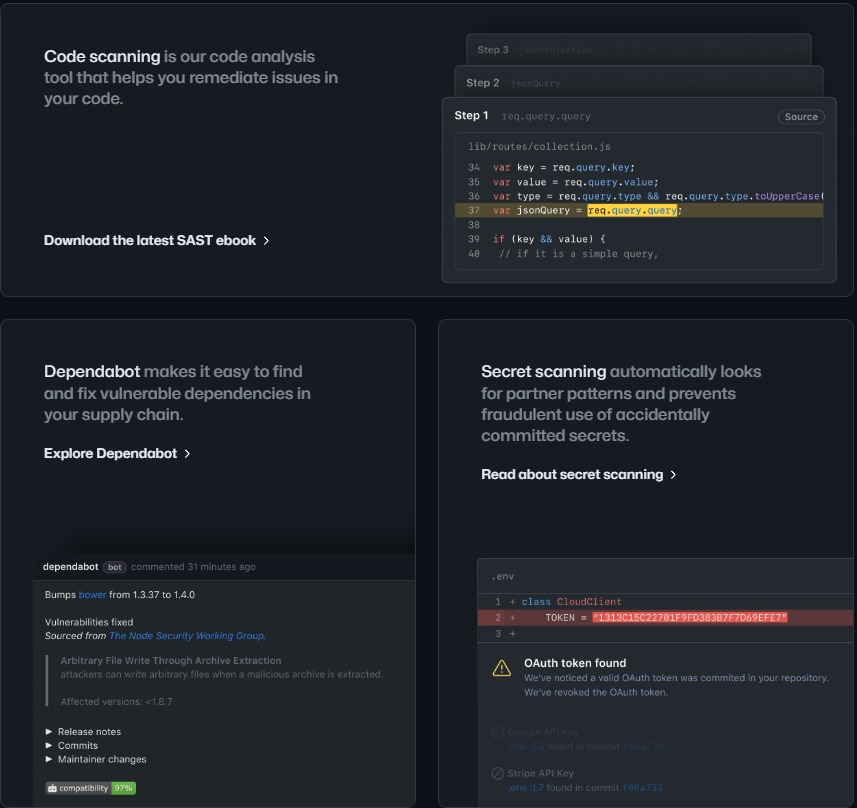 Code scanning is our code analysis
tool that helps you remediate issues in
your code.
Download the latest SAST ebook
Step 3 jsonProjection
Step 2 jsonQuery
Step 1 req.query.query Source
lib/routes/collection.js
34 var key = req.query.key;
35 var value = req.query.value;
36 var type = req.query.type && req.query.type.toUpperCase(
37 var jsonQuery = req.query.query;
38
39 if (key && value) {
40 // if it is a simple query,
Dependabot makes it easy to find
and fix vulnerable dependencies in
your supply chain.
Explore Dependabot
dependabot bot commented 31 minutes ago
Bumps bower from 1.3.37 to 1.4.0
Vulnerabilities fixed
Sourced from The Node Security Working Group.
Arbitrary File Write Through Archive Extraction
attackers can write arbitrary files when a malicious archive is extracted.
Affected versions: <1.8.7
Release notes
Commits
Maintainer changes
compatibility 97%
Secret scanning automatically looks
for partner patterns and prevents
fraudulent use of accidentally
committed secrets.
Read about secret scanning
.env
1 + class CloudClient
2 + TOKEN = "1313C15C22701F9FD383B7F7D69EFE7"
3 +
OAuth token found
We've noticed a valid OAuth token was commited in your repository.
We've revoked the OAuth token.
Google API Key
.env :L5 found in commit f08a733
Stripe API Key
.env :L7 found in commit f08a733